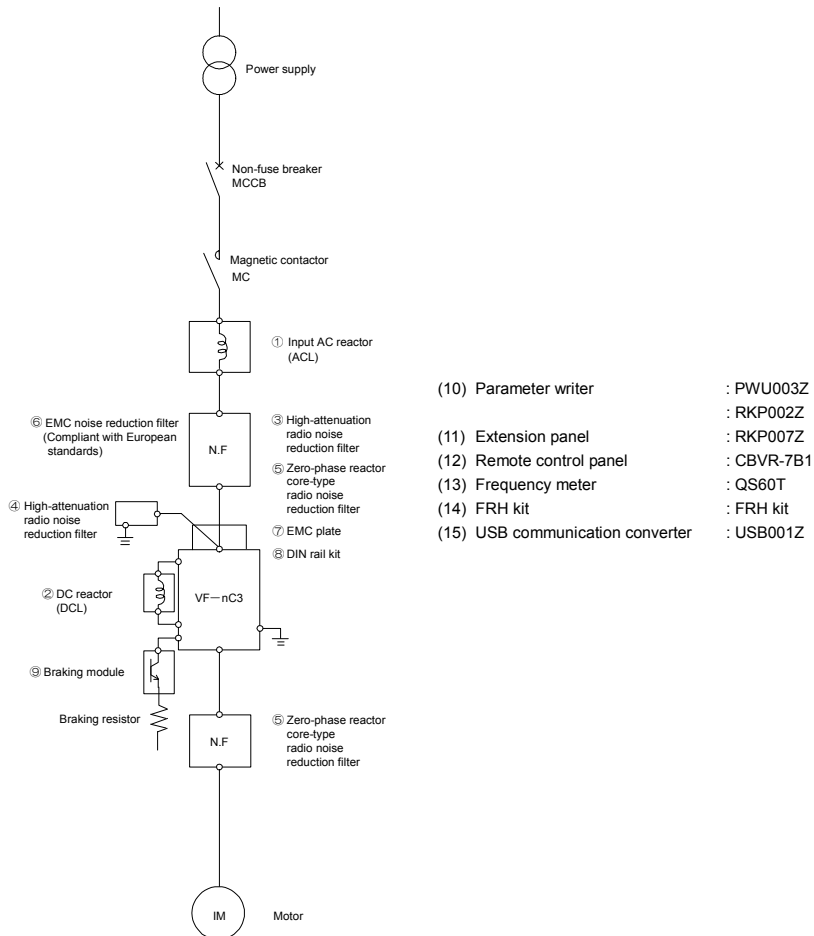 Power supply
Non-fuse breaker
MCCB
Magnetic contactor
MC
① Input AC reactor
(ACL)
⑥ EMC noise reduction filter
(Compliant with European
standards)
N.F
③ High-attenuation
radio noise
reduction filter
⑤ Zero-phase reactor
core-type
radio noise
reduction filter
④ High-attenuation
radio noise
reduction filter
⑦ EMC plate
⑧ DIN rail kit
② DC reactor
(DCL)
VF－nC3
⑨ Braking module
Braking resistor
N.F
⑤ Zero-phase reactor
core-type
radio noise
reduction filter
IM
Motor
(10) Parameter writer : PWU003Z
: RKP002Z
(11) Extension panel : RKP007Z
(12) Remote control panel : CBVR-7B1
(13) Frequency meter : QS60T
(14) FRH kit : FRH kit
(15) USB communication converter : USB001Z